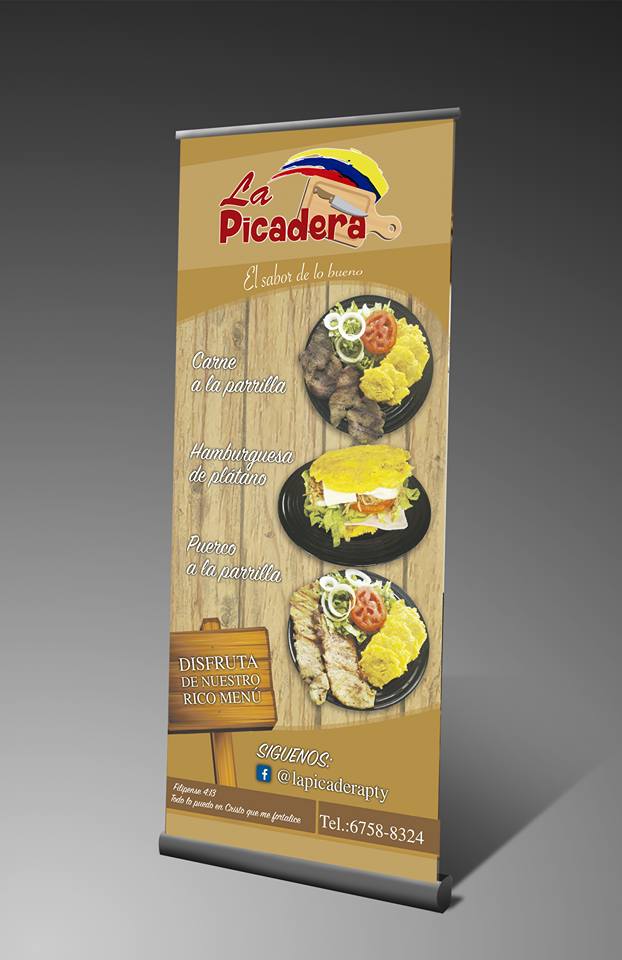 La
Picadera
El sabor de lo bueno
Carne
a la parrilla
Hamburguesa
de plátano
Puerco
a la parrilla
DISFRUTA
DE NUESTRO
RICO MENÚ
SIGUENOS:
f @lapicaderapty
Filipense 4:13
Todo lo puedo en Cristo que me fortalice
Tel.:6758-8324